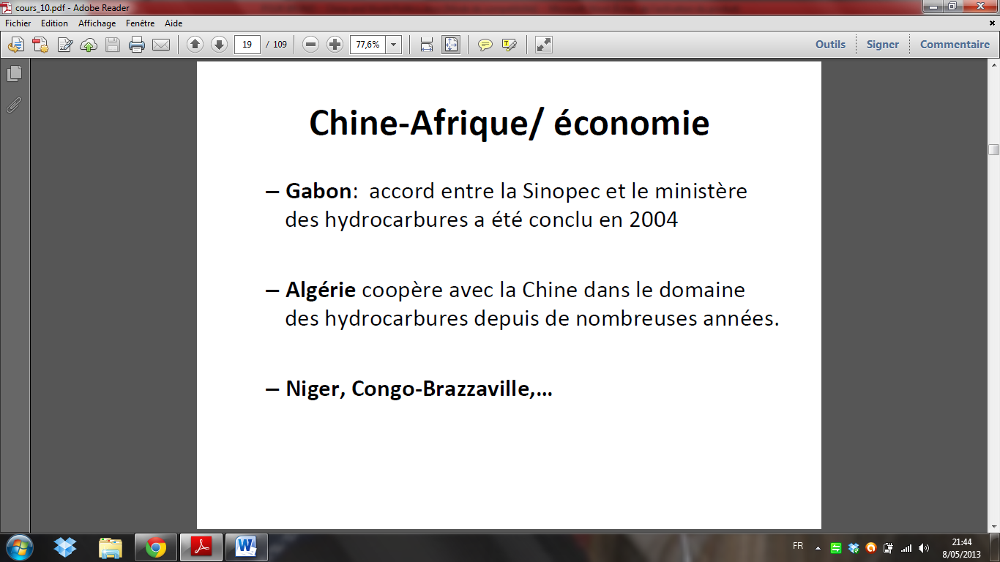 cours_10.pdf - Adobe Reader
Fichier Edition Affichage Fenêtre Aide
19 / 109 77,6% Outils Signer Commentaire
Chine-Afrique/ économie
– Gabon: accord entre la Sinopec et le ministère
des hydrocarbures a été conclu en 2004
– Algérie coopère avec la Chine dans le domaine
des hydrocarbures depuis de nombreuses années.
– Niger, Congo-Brazzaville,...
FR 21:44
8/05/2013